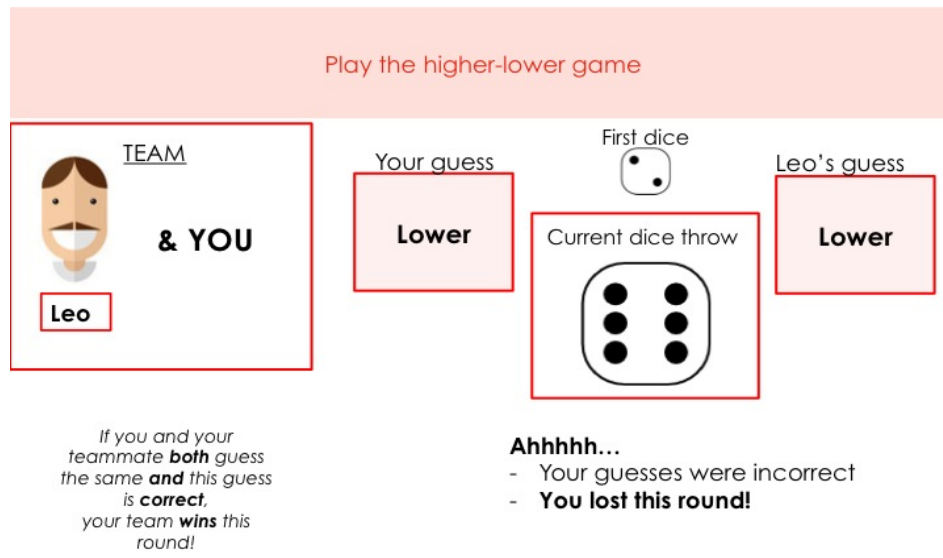 Play the higher-lower game
TEAM
& YOU
Leo
Your guess
Lower
First dice
Current dice throw
Leo's guess
Lower
If you and your
teammate both guess
the same and this guess
is correct,
your team wins this
round!
Ahhhhh...
- Your guesses were incorrect
- You lost this round!